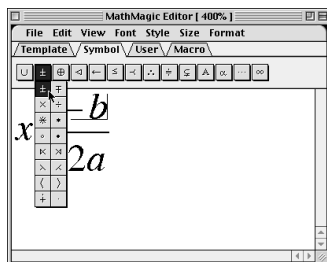 MathMagic Editor [ 400% ]
File Edit View Font Style Size Format
Template Symbol User Macro
∪ ± ⊕ ◁ ← ≤ ≺ ∴ ÷ ⊊ A α ⋯ ∞
± ∓
× ÷
x −b
2a